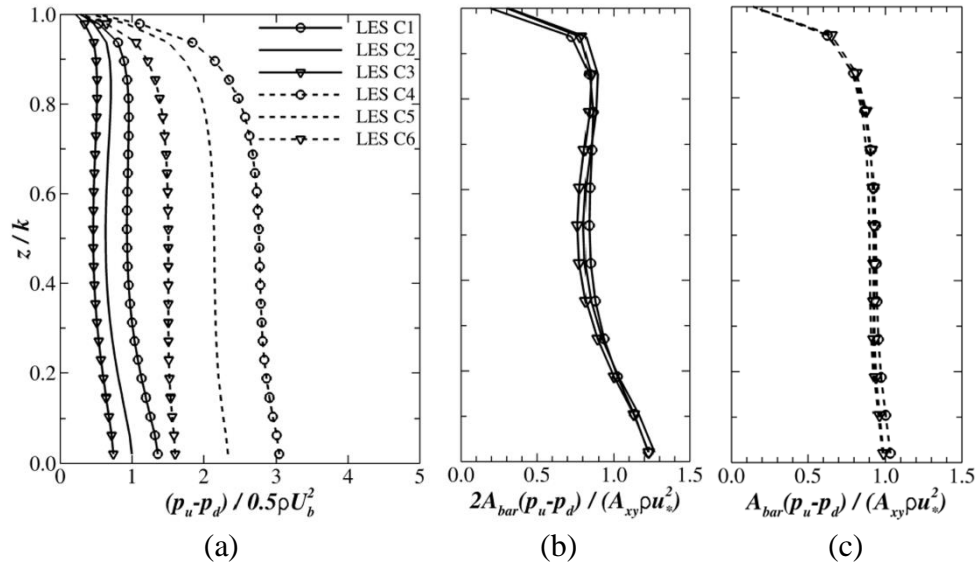 LES C1
LES C2
LES C3
LES C4
LES C5
LES C6
z / k
1.0
0.8
0.6
0.4
0.2
0.0
0 1 2 3 4 5
(p_u-p_d) / 0.5ρU_b^2
(a)
0.0 0.5 1.0 1.5
2A_bar(p_u-p_d) / (A_xyρu_*^2)
(b)
0.0 0.5 1.0 1.5
A_bar(p_u-p_d) / (A_xyρu_*^2)
(c)